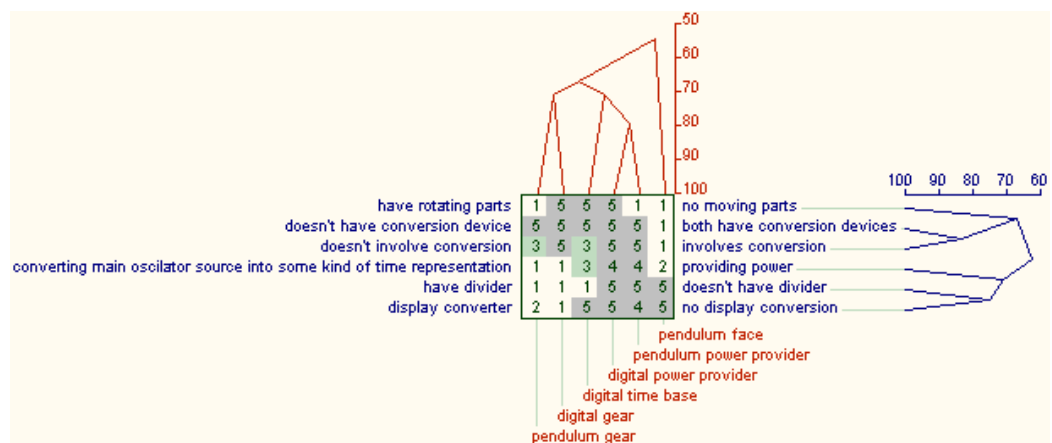 50
60
70
80
90
100
100 90 80 70 60
have rotating parts 1 5 5 5 1 1 no moving parts
doesn't have conversion device 5 5 5 5 5 1 both have conversion devices
doesn't involve conversion 3 5 3 5 5 1 involves conversion
converting main oscilator source into some kind of time representation 1 1 3 4 4 2 providing power
have divider 1 1 1 5 5 5 doesn't have divider
display converter 2 1 5 5 4 5 no display conversion
pendulum face
pendulum power provider
digital power provider
digital time base
digital gear
pendulum gear